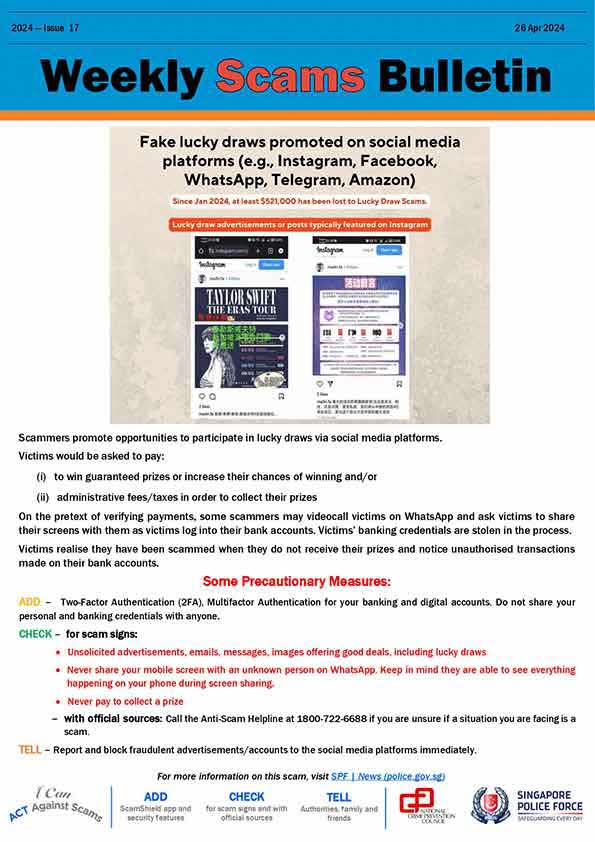 2024 – Issue 17
26 Apr 2024
Weekly Scams Bulletin
Fake lucky draws promoted on social media
platforms (e.g., Instagram, Facebook,
WhatsApp, Telegram, Amazon)
Since Jan 2024, at least $521,000 has been lost to Lucky Draw Scams.
Lucky draw advertisements or posts typically featured on Instagram
Instagram
Log in
TAYLOR SWIFT
THE ERAS TOUR
2 likes
Instagram
Log in
活动
2 likes
Scammers promote opportunities to participate in lucky draws via social media platforms.
Victims would be asked to pay:
(i) to win guaranteed prizes or increase their chances of winning and/or
(ii) administrative fees/taxes in order to collect their prizes
On the pretext of verifying payments, some scammers may videocall victims on WhatsApp and ask victims to share
their screens with them as victims log into their bank accounts. Victims' banking credentials are stolen in the process.
Victims realise they have been scammed when they do not receive their prizes and notice unauthorised transactions
made on their bank accounts.
Some Precautionary Measures:
ADD – Two-Factor Authentication (2FA), Multifactor Authentication for your banking and digital accounts. Do not share your
personal and banking credentials with anyone.
CHECK – for scam signs:
• Unsolicited advertisements, emails, messages, images offering good deals, including lucky draws
• Never share your mobile screen with an unknown person on WhatsApp. Keep in mind they are able to see everything
happening on your phone during screen sharing.
• Never pay to collect a prize
– with official sources: Call the Anti-Scam Helpline at 1800-722-6688 if you are unsure if a situation you are facing is a
scam.
TELL – Report and block fraudulent advertisements/accounts to the social media platforms immediately.
For more information on this scam, visit SPF | News (police.gov.sg)
I Can
ACT Against Scams
ADD
ScamShield app and
security features
CHECK
for scam signs and with
official sources
TELL
Authorities, family and
friends
NATIONAL
CRIME PREVENTION
COUNCIL
SINGAPORE
POLICE FORCE
SAFEGUARDING EVERY DAY